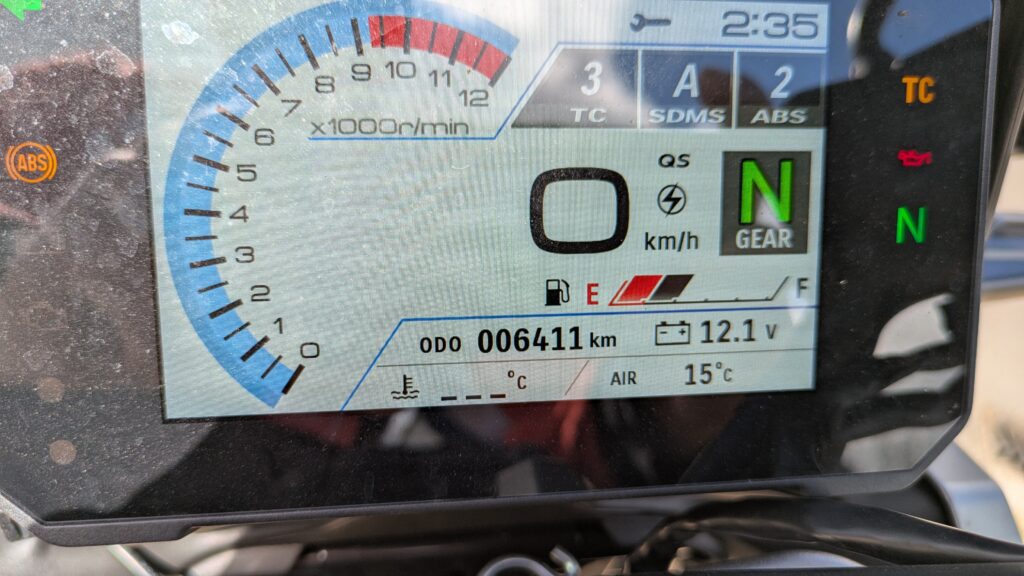 2:35
12
11
10
9
8
7
6
5
4
3
2
1
0
x1000r/min
3 A 2
TC SDMS ABS
TC
ABS
QS
0
km/h
N
GEAR
N
E F
ODO 006411 km 12.1 V
---°C AIR 15°C